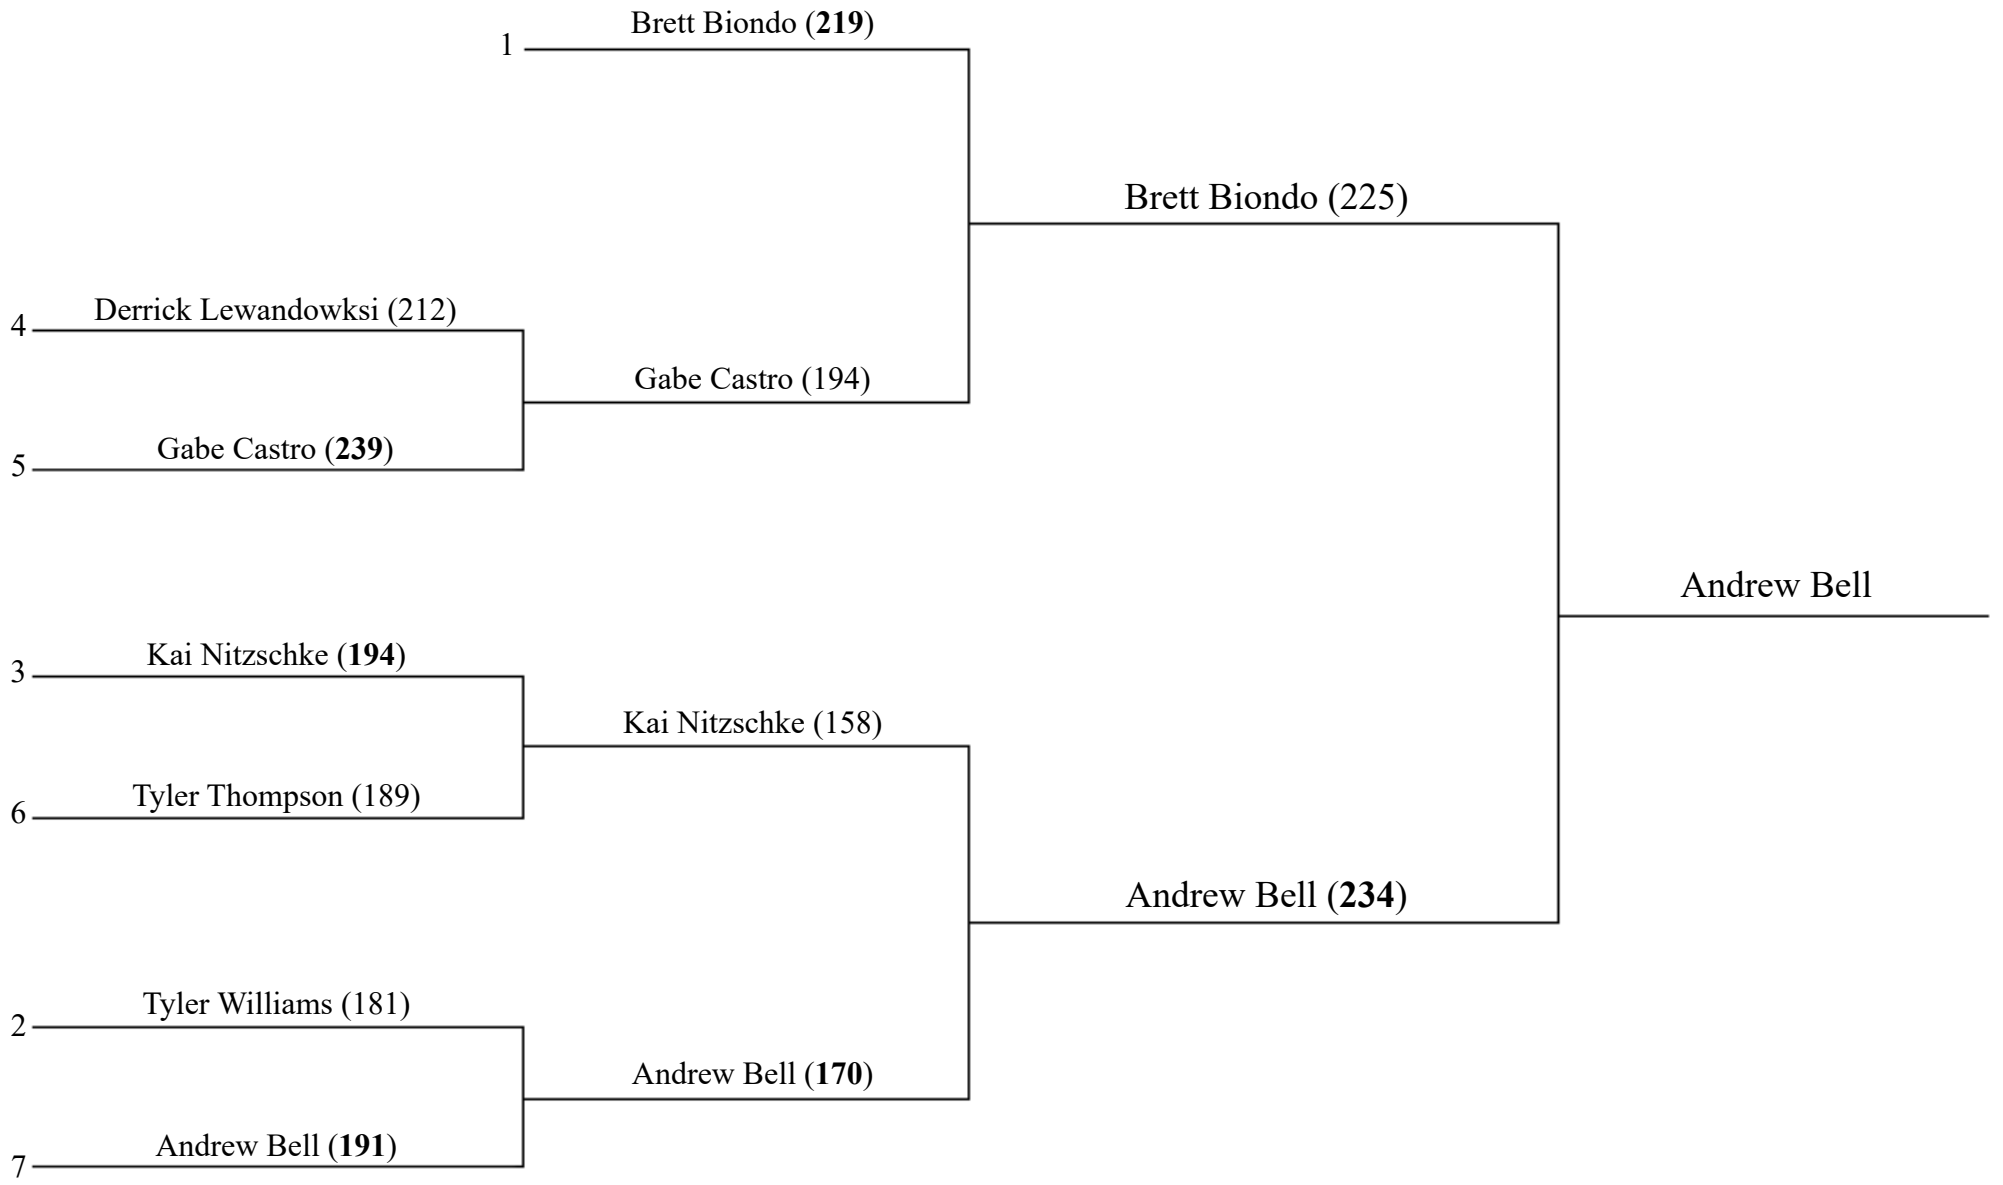 Brett Biondo (219)
1
Brett Biondo (225)
Derrick Lewandowksi (212)
4
Gabe Castro (194)
Gabe Castro (239)
5
Andrew Bell
Kai Nitzschke (194)
3
Kai Nitzschke (158)
Tyler Thompson (189)
6
Andrew Bell (234)
Tyler Williams (181)
2
Andrew Bell (170)
Andrew Bell (191)
7